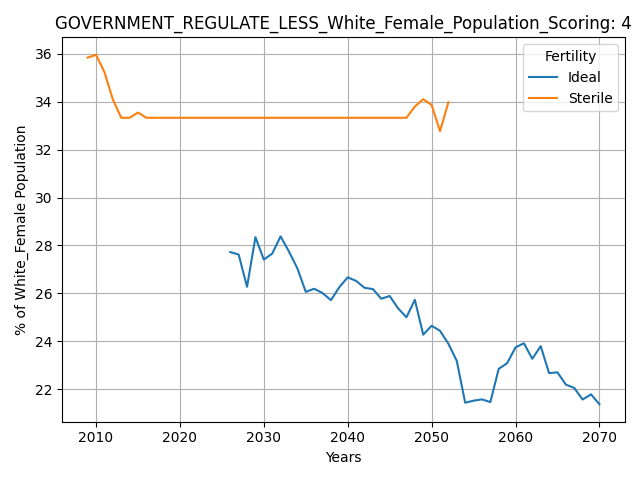 GOVERNMENT_REGULATE_LESS_White_Female_Population_Scoring: 4
Fertility
Ideal
Sterile
% of White_Female Population
36
34
32
30
28
26
24
22
2010
2020
2030
2040
2050
2060
2070
Years